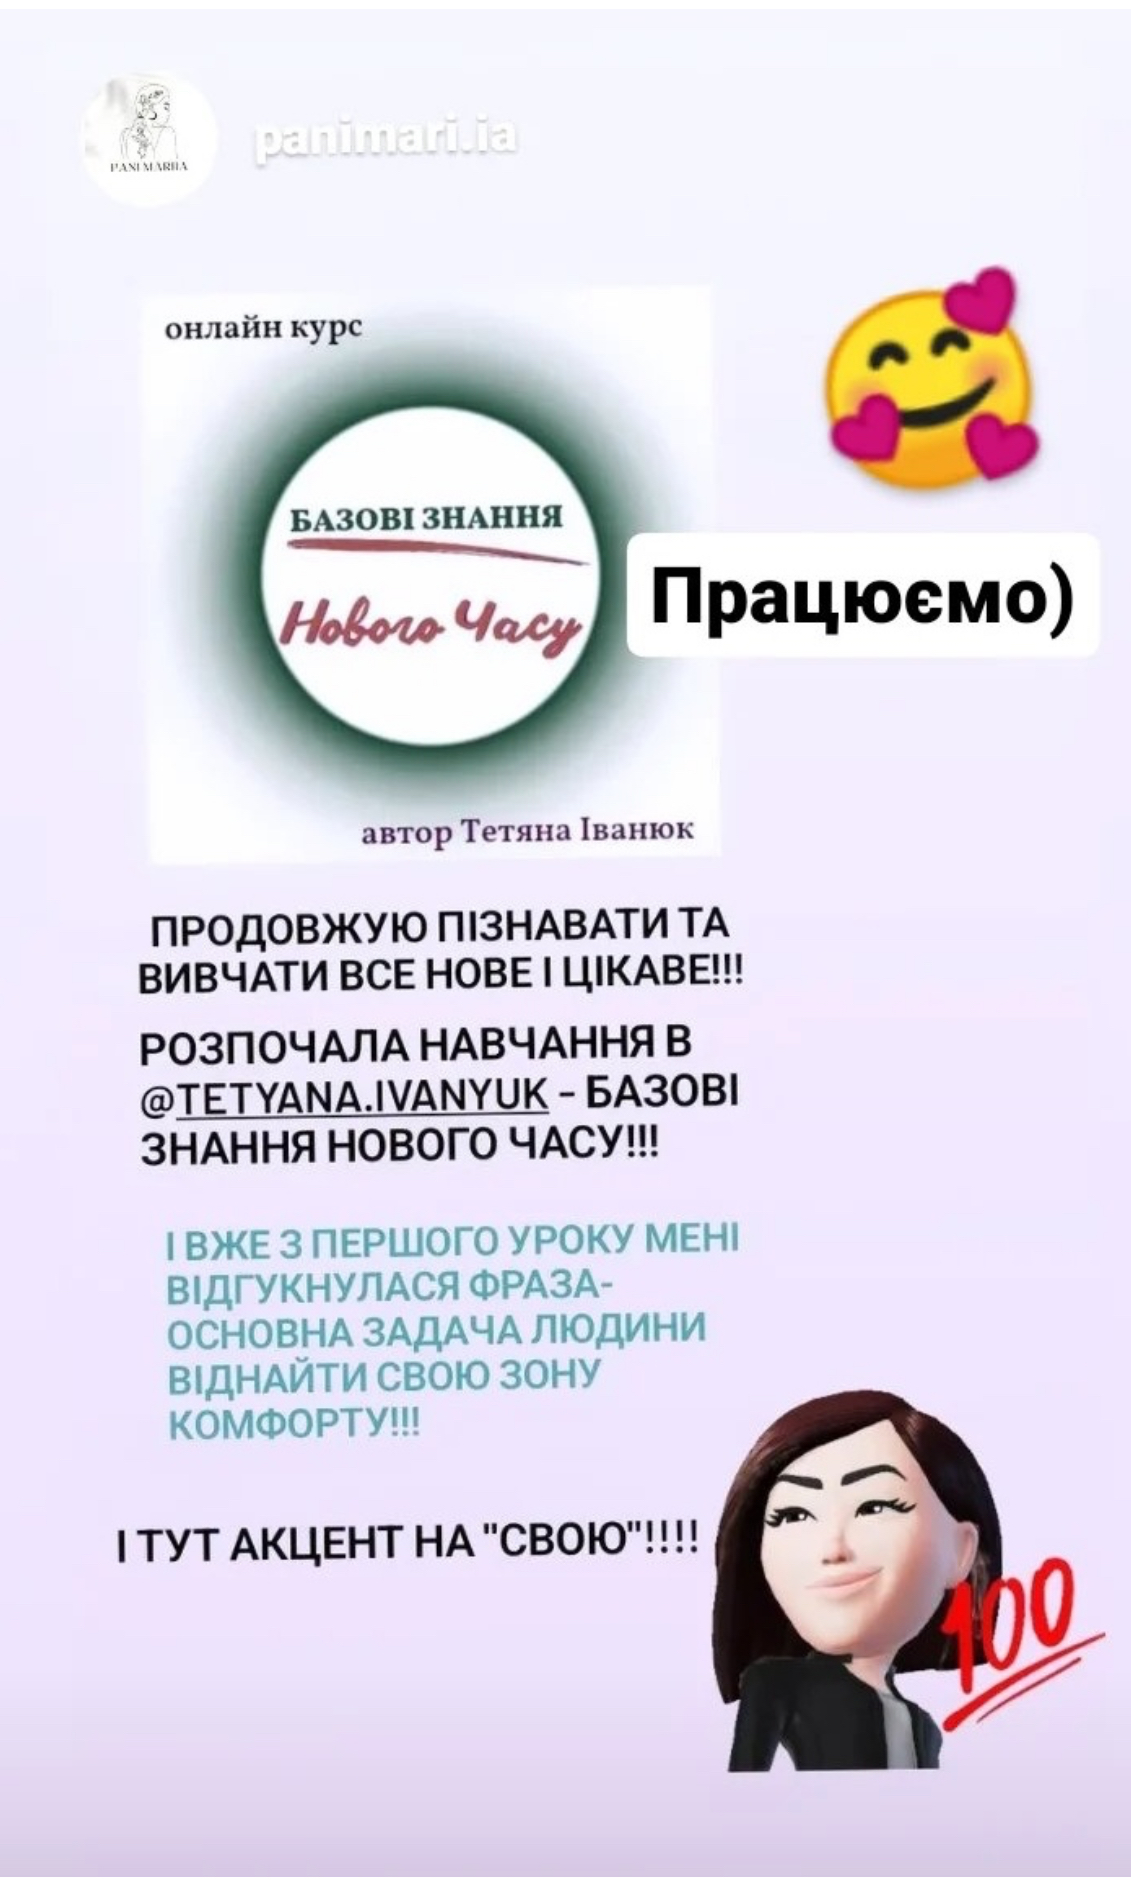 PANI MARIIA
panimari.ia
онлайн курс
БАЗОВІ ЗНАННЯ
Нового Часу
Працюємо)
автор Тетяна Іванюк
ПРОДОВЖУЮ ПІЗНАВАТИ ТА
ВИВЧАТИ ВСЕ НОВЕ І ЦІКАВЕ!!!
РОЗПОЧАЛА НАВЧАННЯ В
@TETYANA.IVANYUK - БАЗОВІ
ЗНАННЯ НОВОГО ЧАСУ!!!
І ВЖЕ З ПЕРШОГО УРОКУ МЕНІ
ВІДГУКНУЛАСЯ ФРАЗА-
ОСНОВНА ЗАДАЧА ЛЮДИНИ
ВІДНАЙТИ СВОЮ ЗОНУ
КОМФОРТУ!!!
І ТУТ АКЦЕНТ НА "СВОЮ"!!!!
100